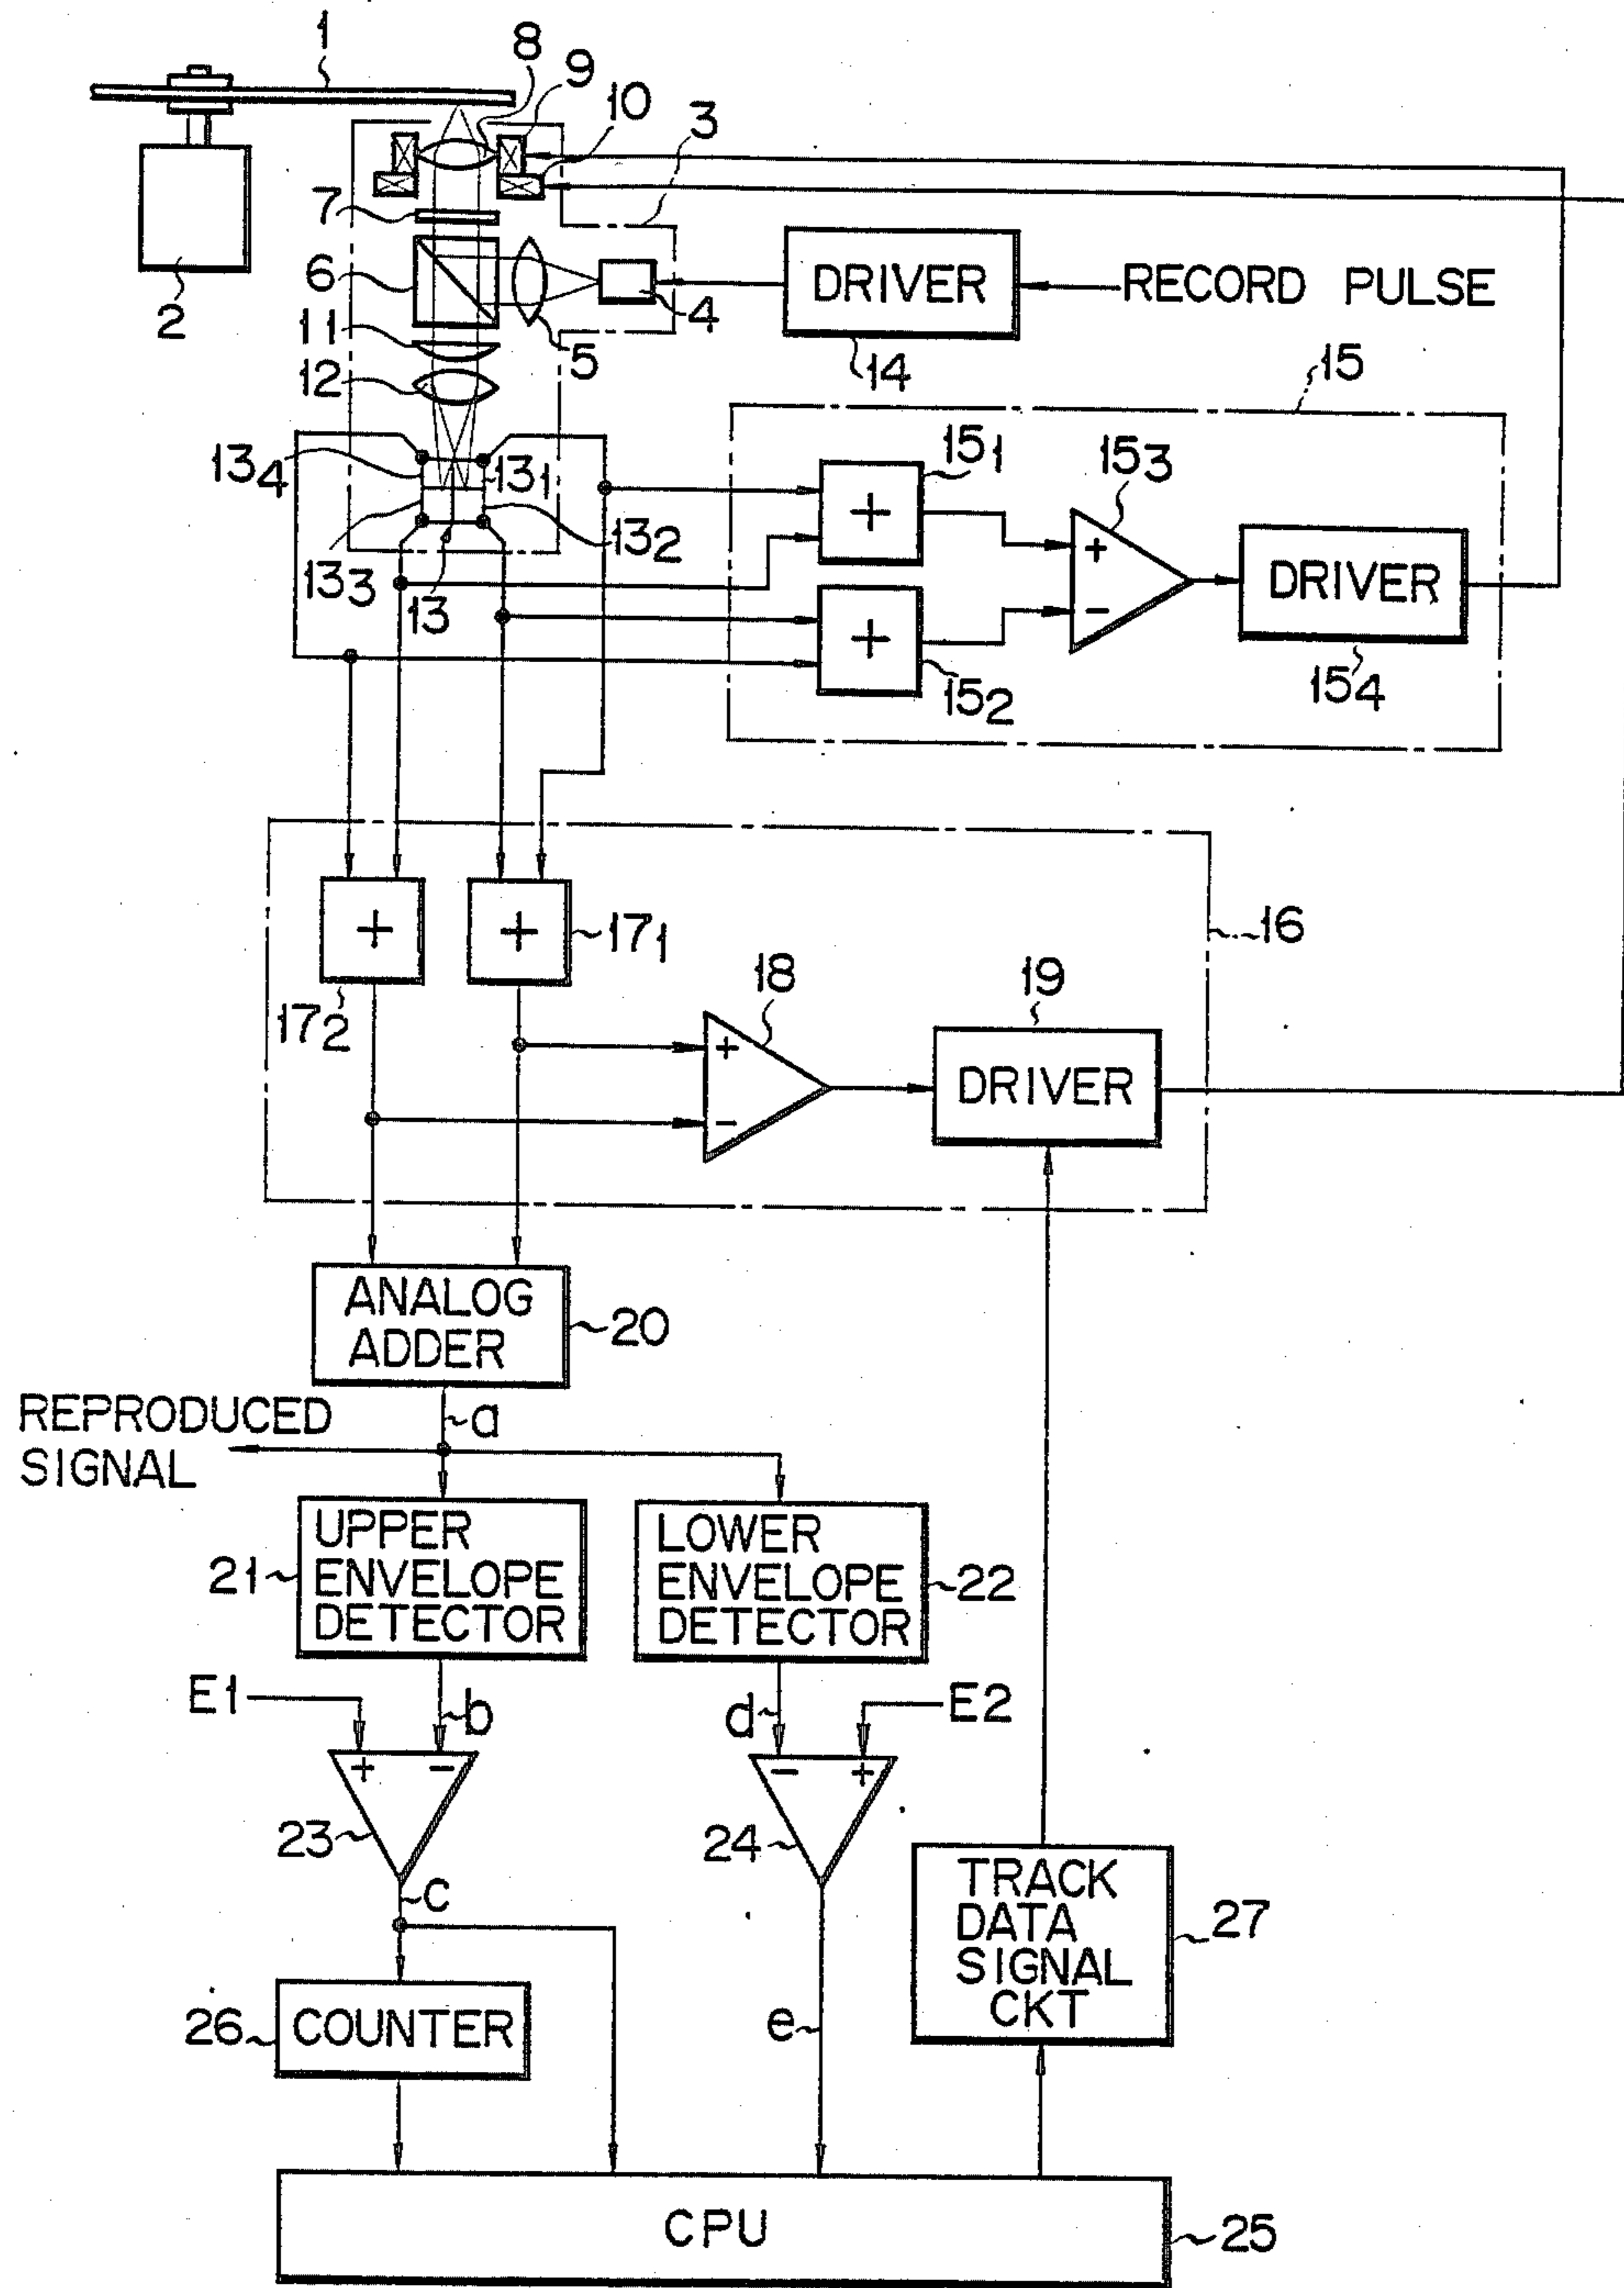 1
8
9
10
3
7
6
2
4
DRIVER
RECORD PULSE
11
5
14
12
15
13₄
13₁
15₁
15₃
+
13₃
13₂
13
+
-
DRIVER
+
15₂
15₄
+
+
17₁
16
17₂
18
19
+
-
DRIVER
ANALOG
ADDER
20
REPRODUCED
SIGNAL
a
21
UPPER
ENVELOPE
DETECTOR
LOWER
ENVELOPE
DETECTOR
22
E1
b
d
E2
+ -
- +
23
24
c
TRACK
DATA
SIGNAL
CKT
27
26
COUNTER
e
CPU
25